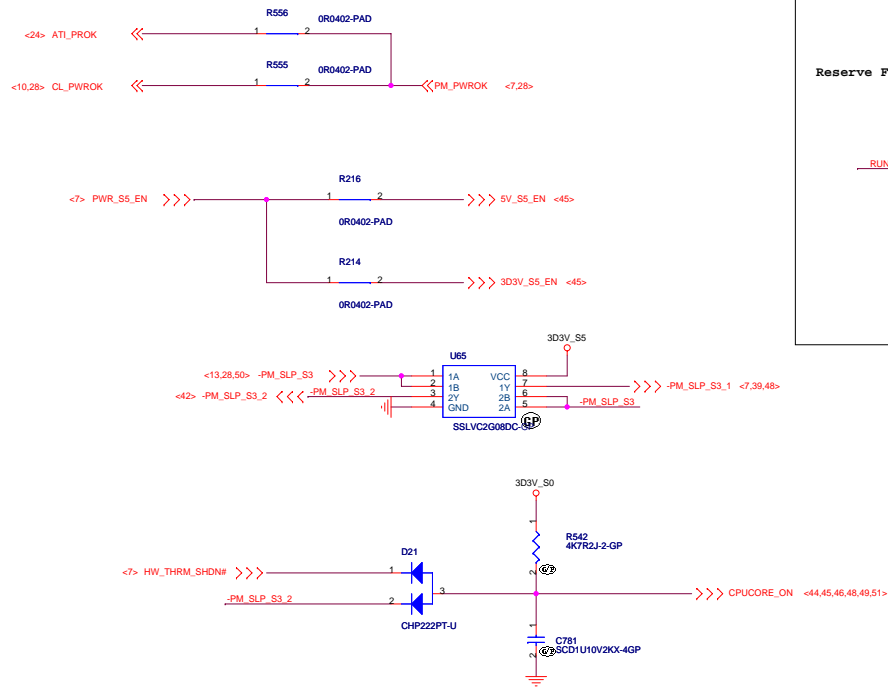 R556
0R0402-PAD
<24> ATI_PROK
1 2
R555
0R0402-PAD
<10,28> CL_PWROK
1 2
PM_PWROK <7,28>
Reserve F
RUN
R216
<7> PWR_S5_EN
1 2
5V_S5_EN <45>
0R0402-PAD
R214
1 2
3D3V_S5_EN <45>
0R0402-PAD
3D3V_S5
U65
<13,28,50> -PM_SLP_S3
1 1A VCC 8
2 1B 1Y 7
-PM_SLP_S3_1 <7,39,48>
<42> -PM_SLP_S3_2
-PM_SLP_S3_2
3 2Y 2B 6
4 GND 2A 5
-PM_SLP_S3
GP
SSLVC2G08DC-GP
3D3V_S0
1
R542
4K7R2J-2-GP
2
G/P
D21
<7> HW_THRM_SHDN#
1
3
-PM_SLP_S3_2
2
CHP222PT-U
CPUCORE_ON <44,45,46,48,49,51>
1
C781
SCD1U10V2KX-4GP
2
G/P